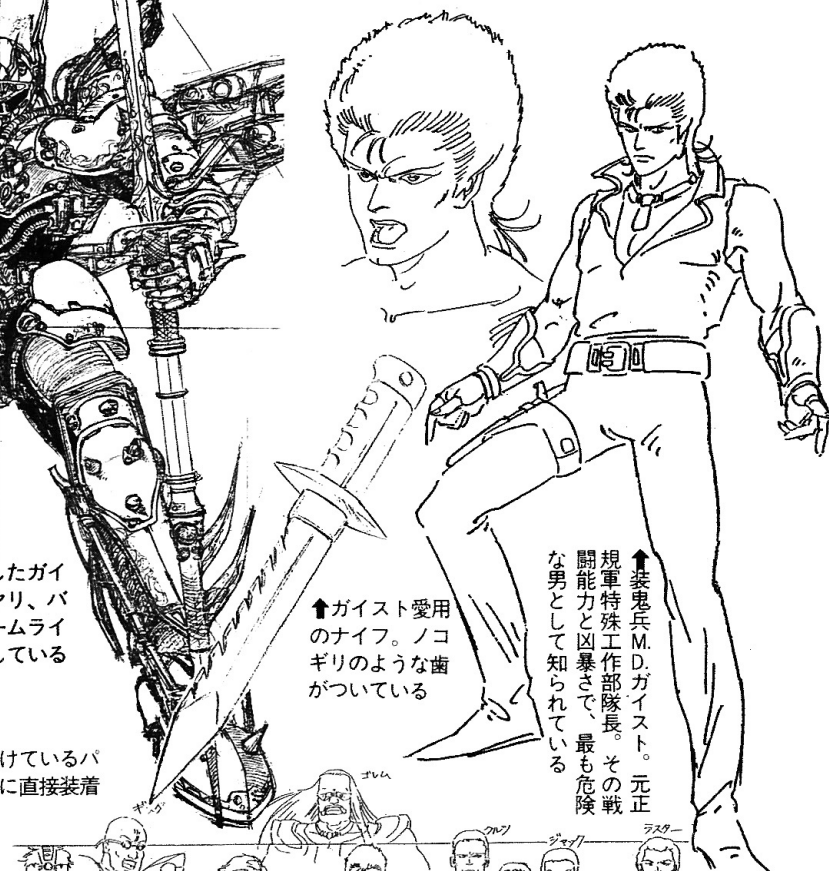 したガイ
ヤリ、バ
ームライ
している
けているパ
に直接装着
⬆ガイスト愛用
のナイフ。ノコ
ギリのような歯
がついている
⬆装鬼兵M.D.ガイスト。元正
規軍特殊工作部隊長。その戦
闘能力と凶暴さで、最も危険
な男として知られている
ゴレム
クルツ
ジャック
ラスター